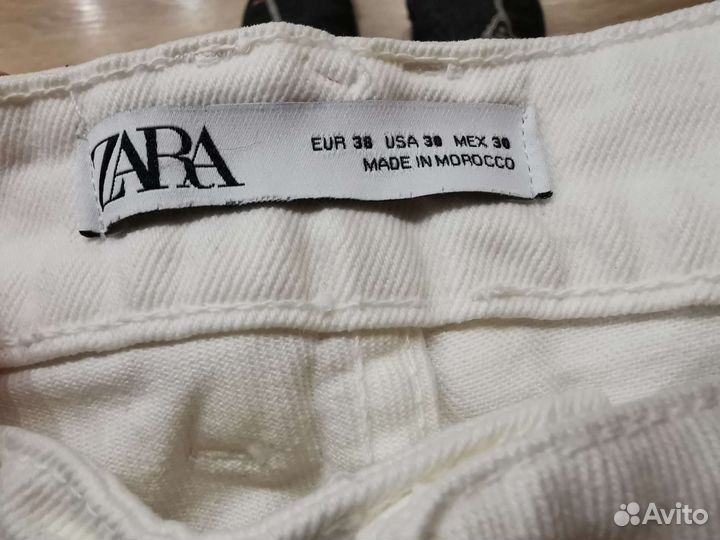 ZARA
EUR 38 USA 30 MEX 30
MADE IN MOROCCO
Avito